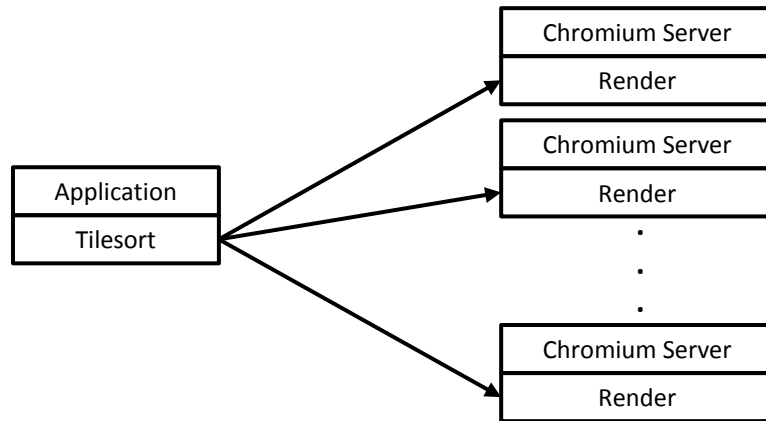 Chromium Server
Render
Chromium Server
Render
Application
Tilesort
.
.
.
Chromium Server
Render